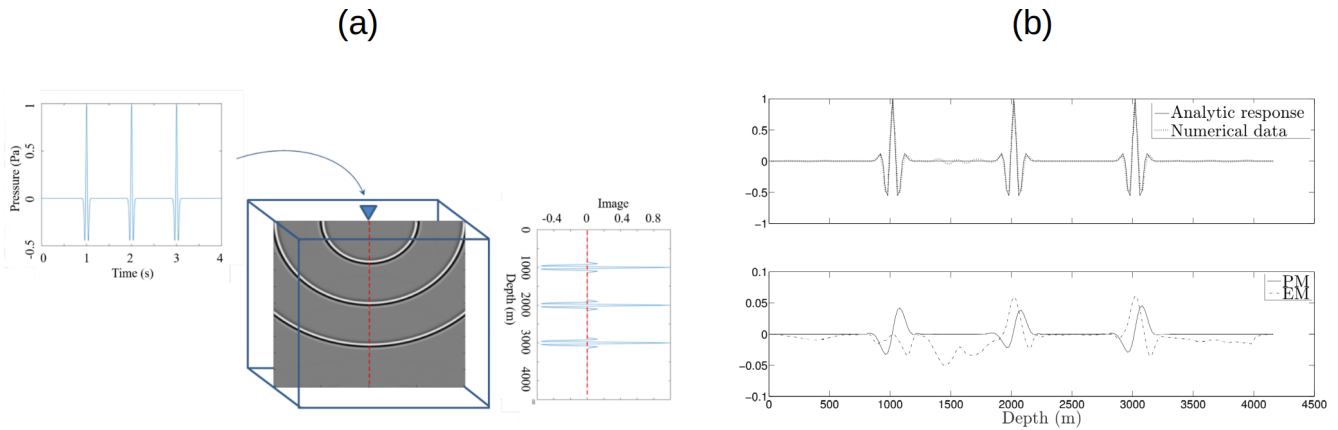 (a)
(b)
Pressure (Pa)
1
0.5
0
-0.5
0 1 2 3 4
Time (s)
Image
-0.4 0 0.4 0.8
Depth (m)
0
1000
2000
3000
4000
1
0.5
0
−0.5
−1
Analytic response
Numerical data
0.1
0.05
0
−0.05
−0.1
PM
EM
0 500 1000 1500 2000 2500 3000 3500 4000 4500
Depth (m)